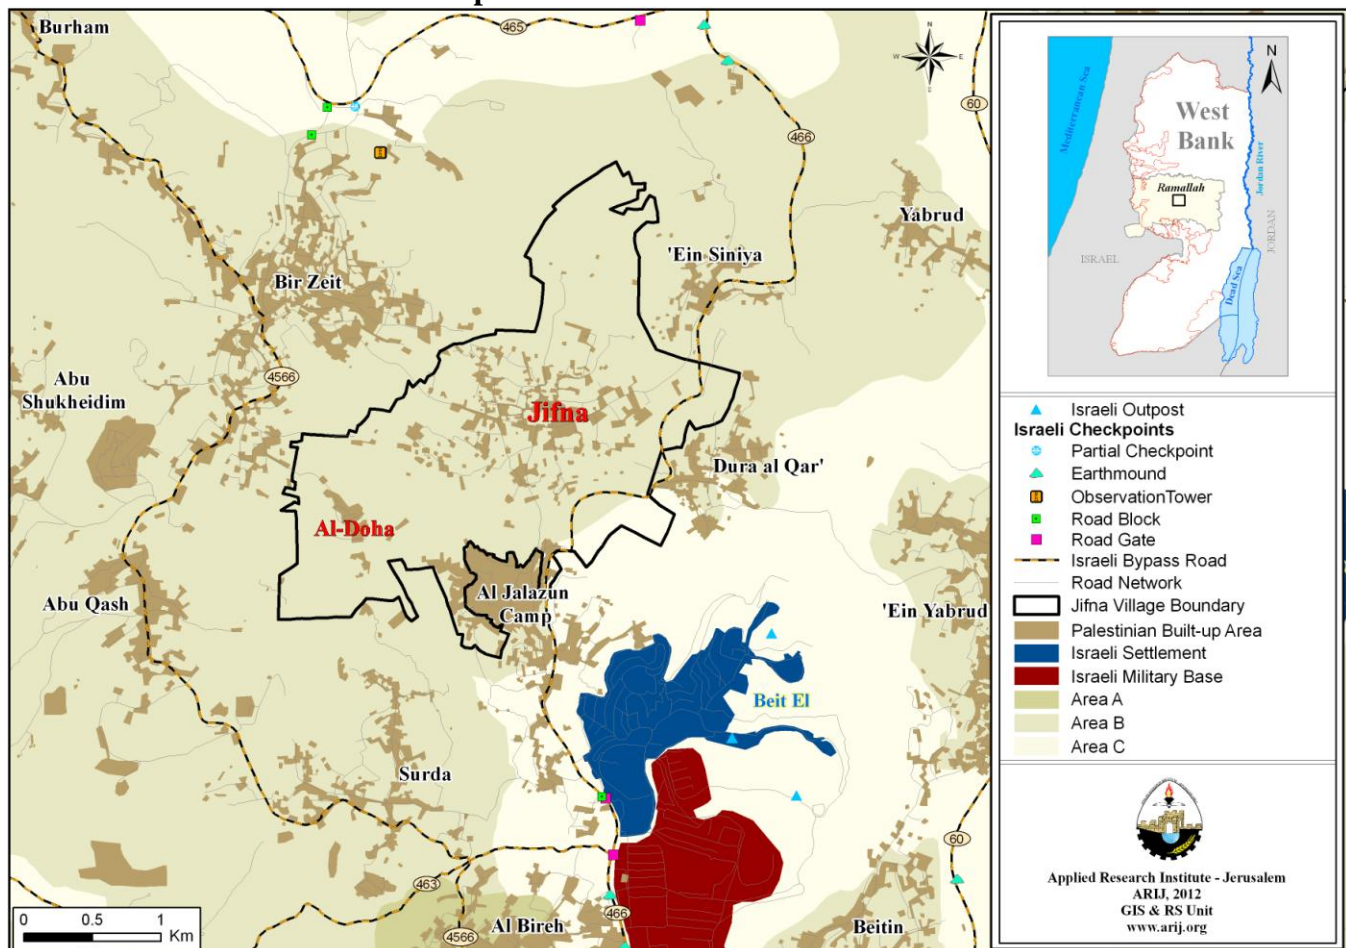 Burham
465
60
466
West
Bank
N
Mediterranean Sea
Jordan River
Ramallah
JORDAN
ISRAEL
Dead Sea
N
W
E
Yabrud
'Ein Siniya
Bir Zeit
4566
Abu
Shukheidim
Jifna
Dura al Qar'
Al-Doha
Al Jalazun
Camp
Abu Qash
'Ein Yabrud
Beit El
Surda
60
463
466
4566
Al Bireh
Beitin
0 0.5 1
Km
Israeli Outpost
Israeli Checkpoints
Partial Checkpoint
Earthmound
ObservationTower
Road Block
Road Gate
Israeli Bypass Road
Road Network
Jifna Village Boundary
Palestinian Built-up Area
Israeli Settlement
Israeli Military Base
Area A
Area B
Area C
Applied Research Institute - Jerusalem
ARIJ, 2012
GIS & RS Unit
www.arij.org